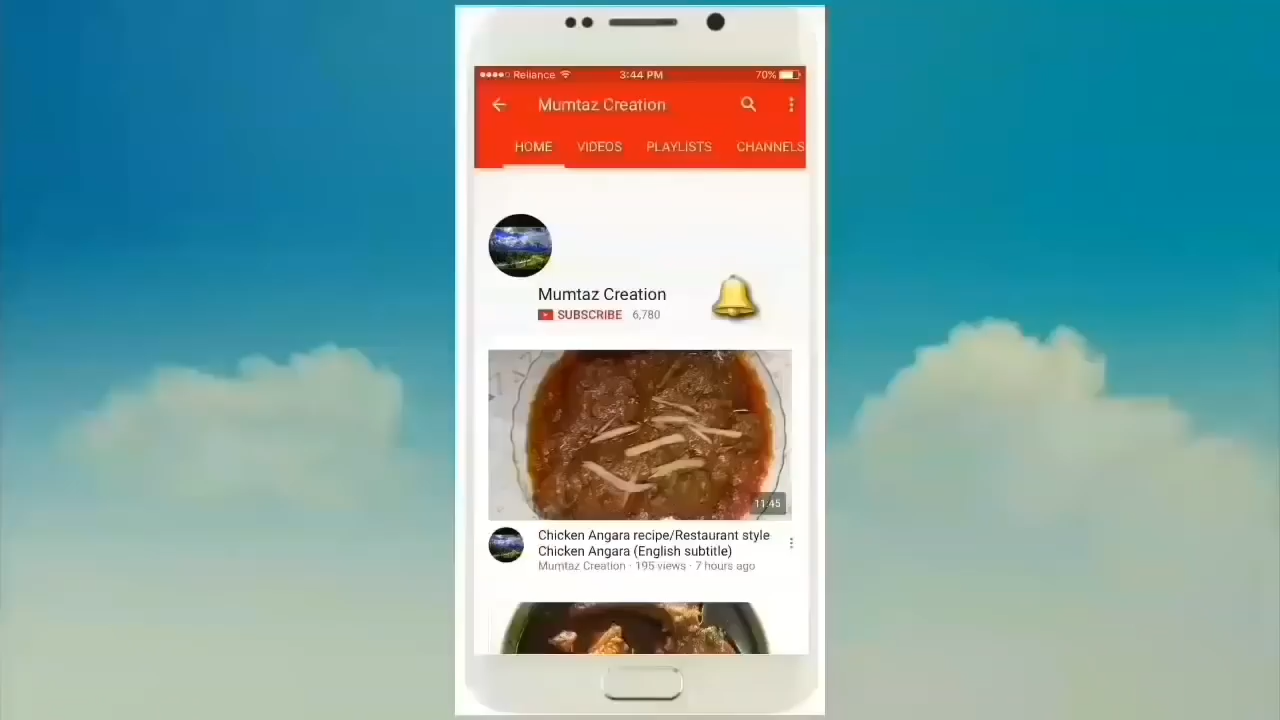 Reliance 3:44 PM 70%
Mumtaz Creation
HOME VIDEOS PLAYLISTS CHANNELS
Mumtaz Creation
SUBSCRIBE 6,780
11:45
Chicken Angara recipe/Restaurant style
Chicken Angara (English subtitle)
Mumtaz Creation · 195 views · 7 hours ago